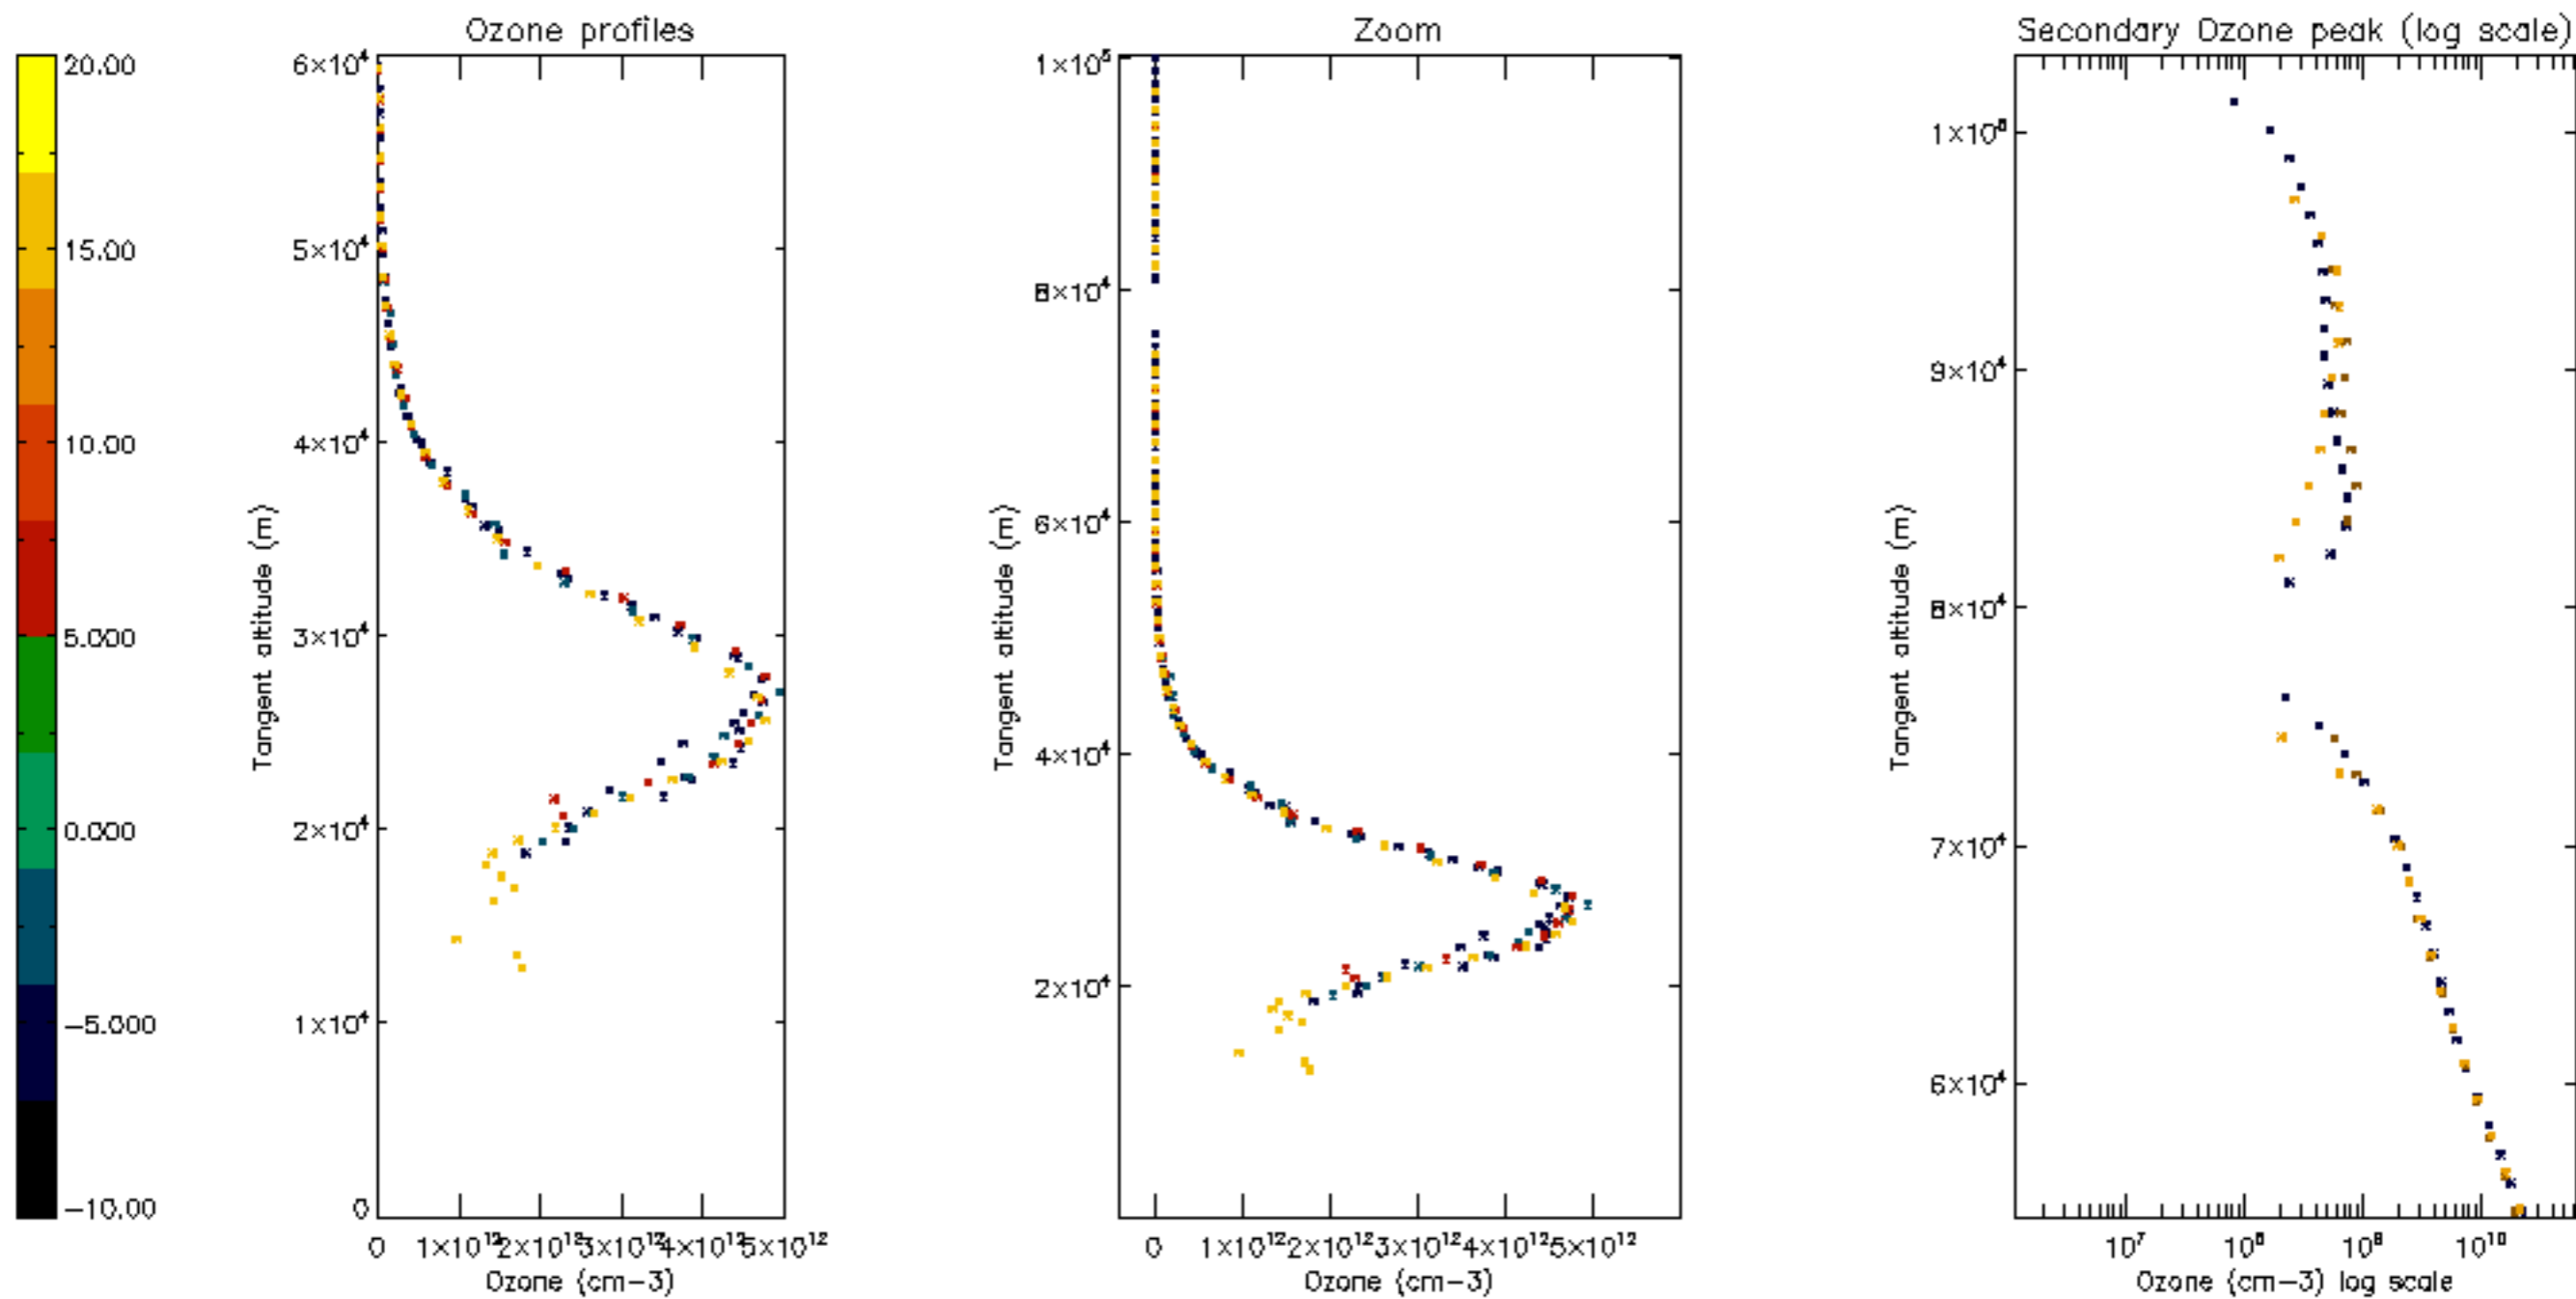 Ozone profiles
Zoom
Secondary Ozone peak (log scale)
20.00
15.00
10.00
5.000
0.000
−5.000
−10.00
6×10⁴
5×10⁴
4×10⁴
3×10⁴
2×10⁴
1×10⁴
0
Tangent altitude (m)
0 1×10¹² 2×10¹² 3×10¹² 4×10¹² 5×10¹²
Ozone (cm−3)
1×10⁵
8×10⁴
6×10⁴
4×10⁴
2×10⁴
Tangent altitude (m)
0 1×10¹² 2×10¹² 3×10¹² 4×10¹² 5×10¹²
Ozone (cm−3)
1×10⁵
9×10⁴
8×10⁴
7×10⁴
6×10⁴
Tangent altitude (m)
10⁷ 10⁸ 10⁹ 10¹⁰
Ozone (cm−3) log scale